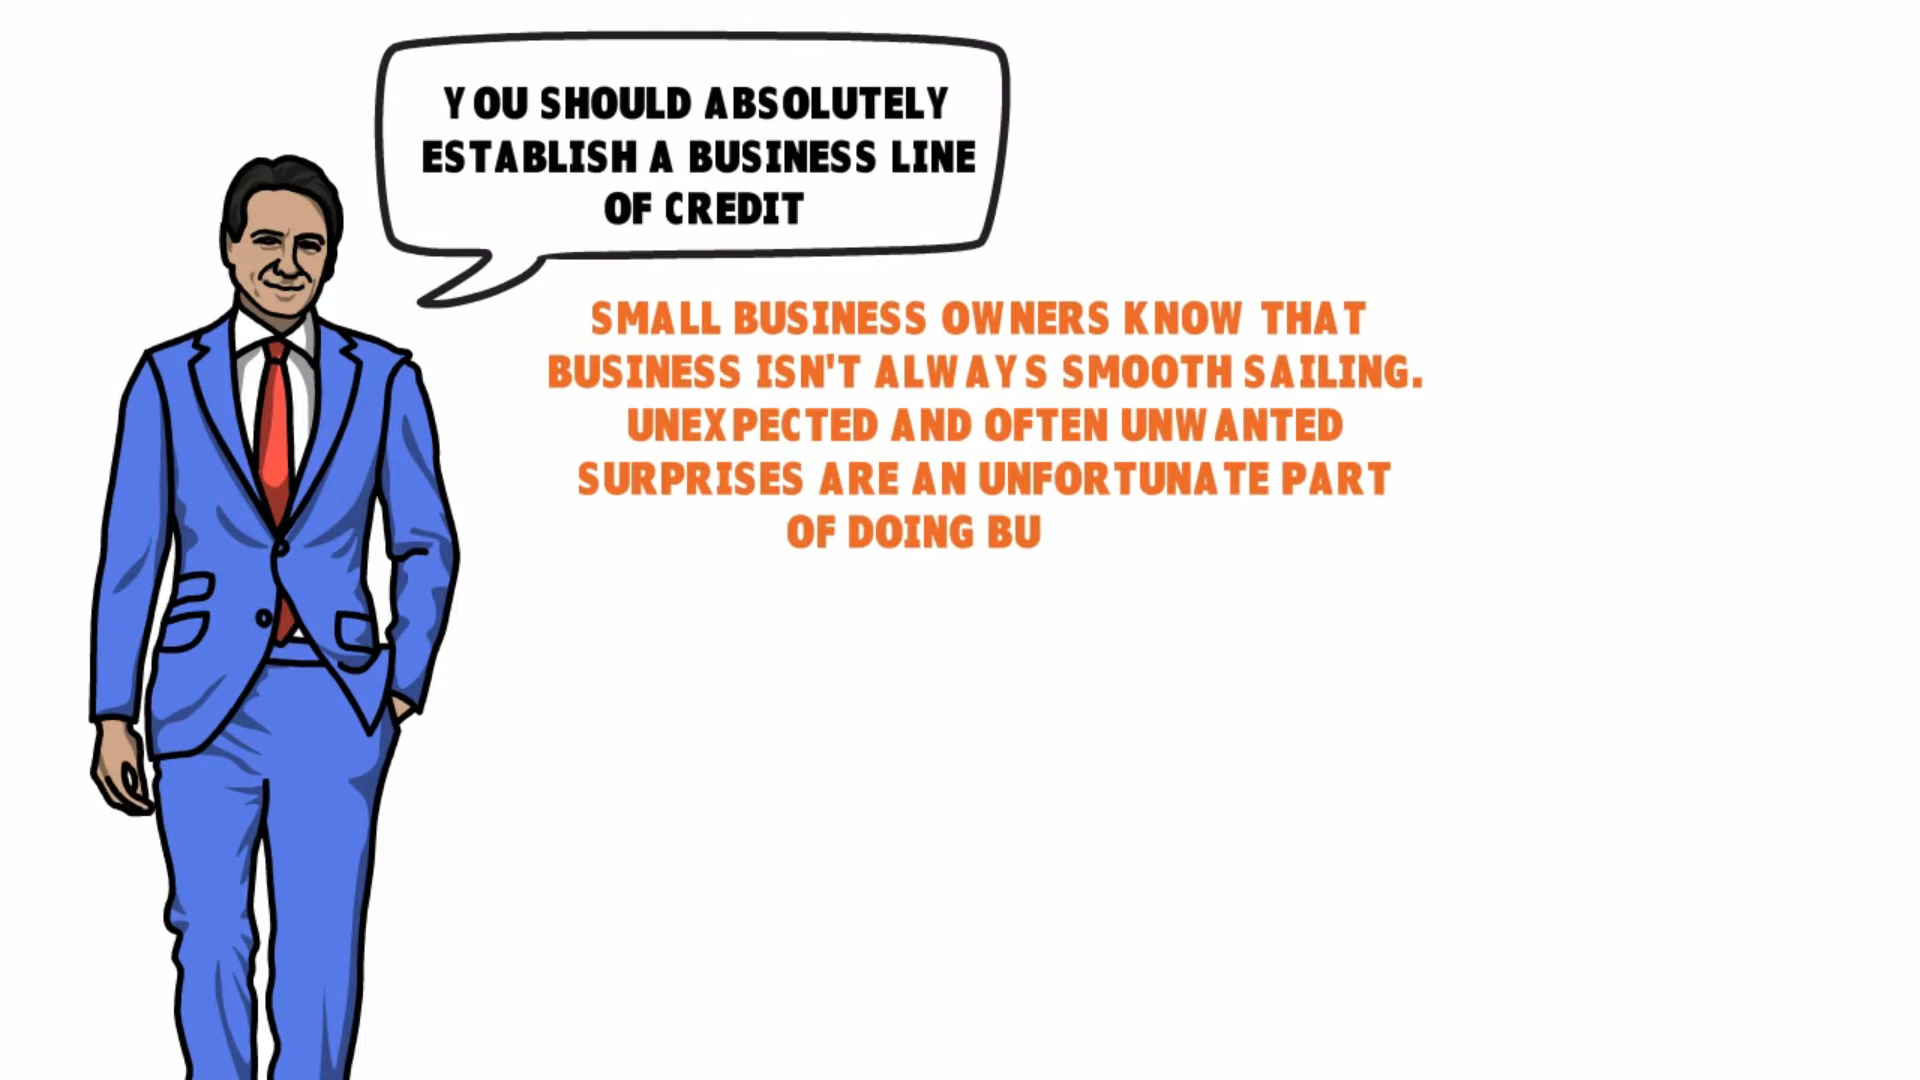 YOU SHOULD ABSOLUTELY
ESTABLISH A BUSINESS LINE
OF CREDIT
SMALL BUSINESS OWNERS KNOW THAT
BUSINESS ISN'T ALWAYS SMOOTH SAILING.
UNEXPECTED AND OFTEN UNWANTED
SURPRISES ARE AN UNFORTUNATE PART
OF DOING BU